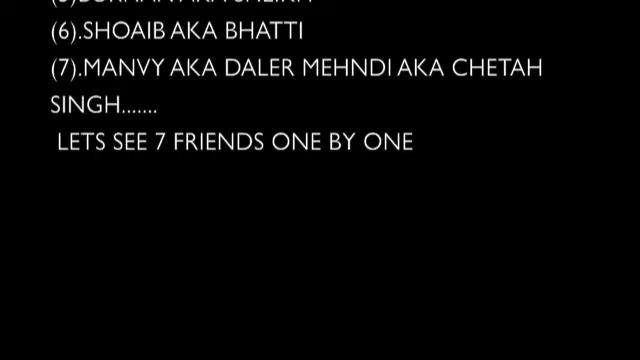 (6).SHOAIB AKA BHATTI
(7).MANVY AKA DALER MEHNDI AKA CHETAH
SINGH.......
LETS SEE 7 FRIENDS ONE BY ONE